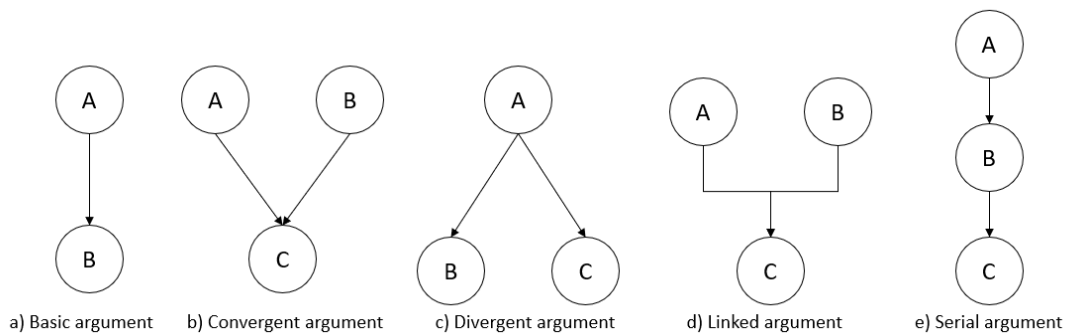 A
A
B
A
A
B
A
B
B
C
B
C
C
C
a) Basic argument
b) Convergent argument
c) Divergent argument
d) Linked argument
e) Serial argument